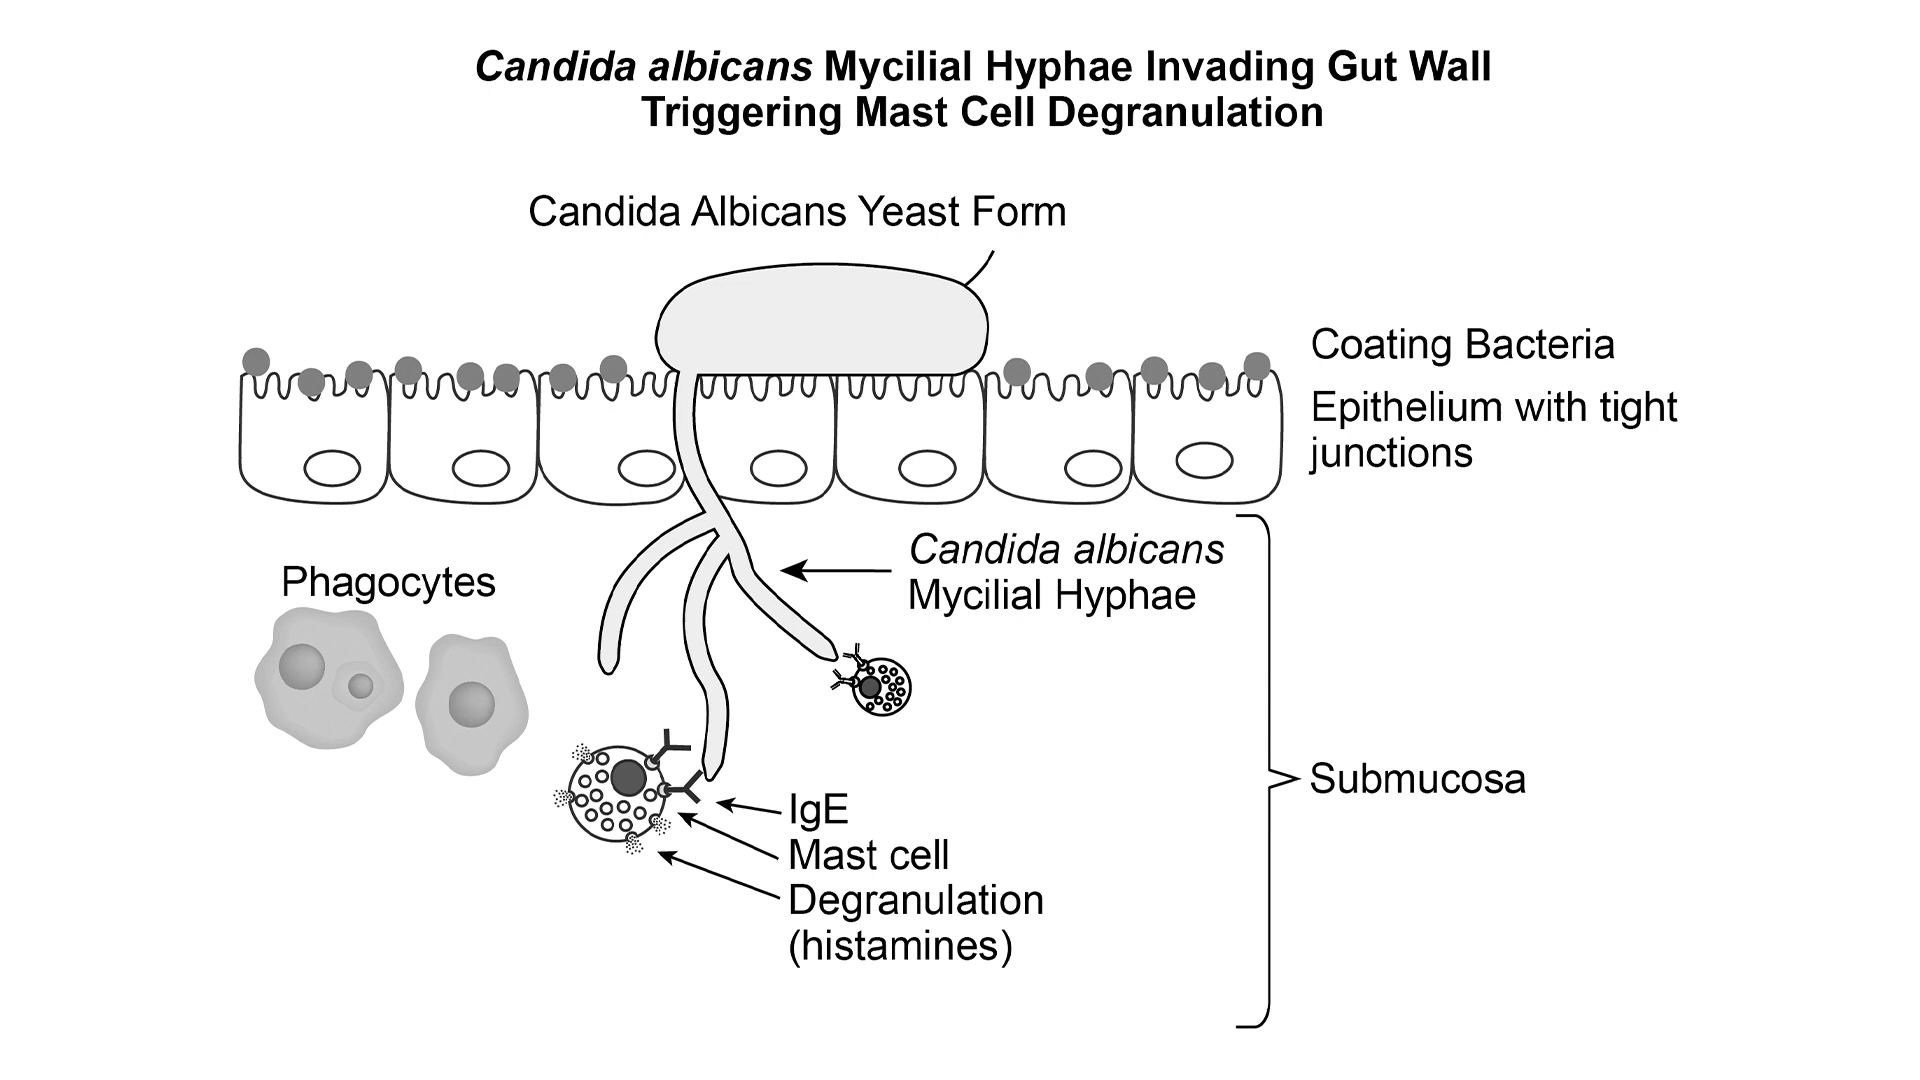 Candida albicans Mycilial Hyphae Invading Gut Wall
Triggering Mast Cell Degranulation
Candida Albicans Yeast Form
Coating Bacteria
Epithelium with tight
junctions
Candida albicans
Mycilial Hyphae
Phagocytes
Submucosa
IgE
Mast cell
Degranulation
(histamines)